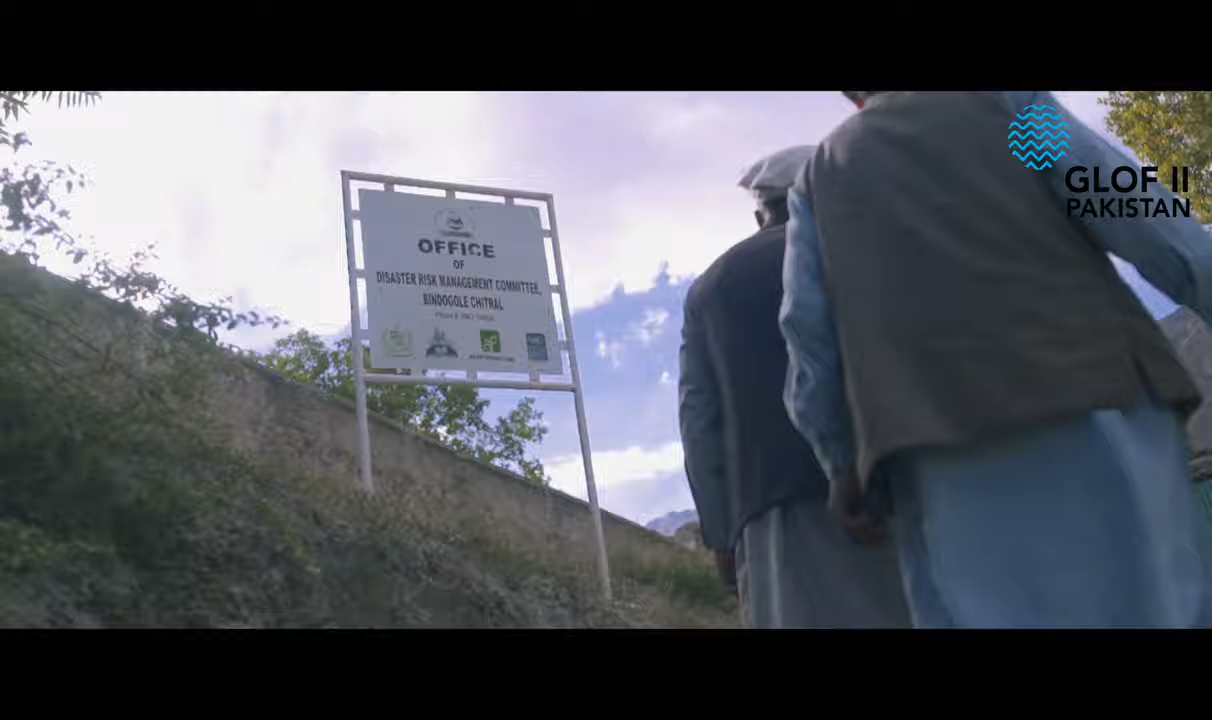 OFFICE
OF
DISASTER RISK MANAGEMENT COMMITTEE,
BINDOGOLE CHITRAL
GLOF II
PAKISTAN